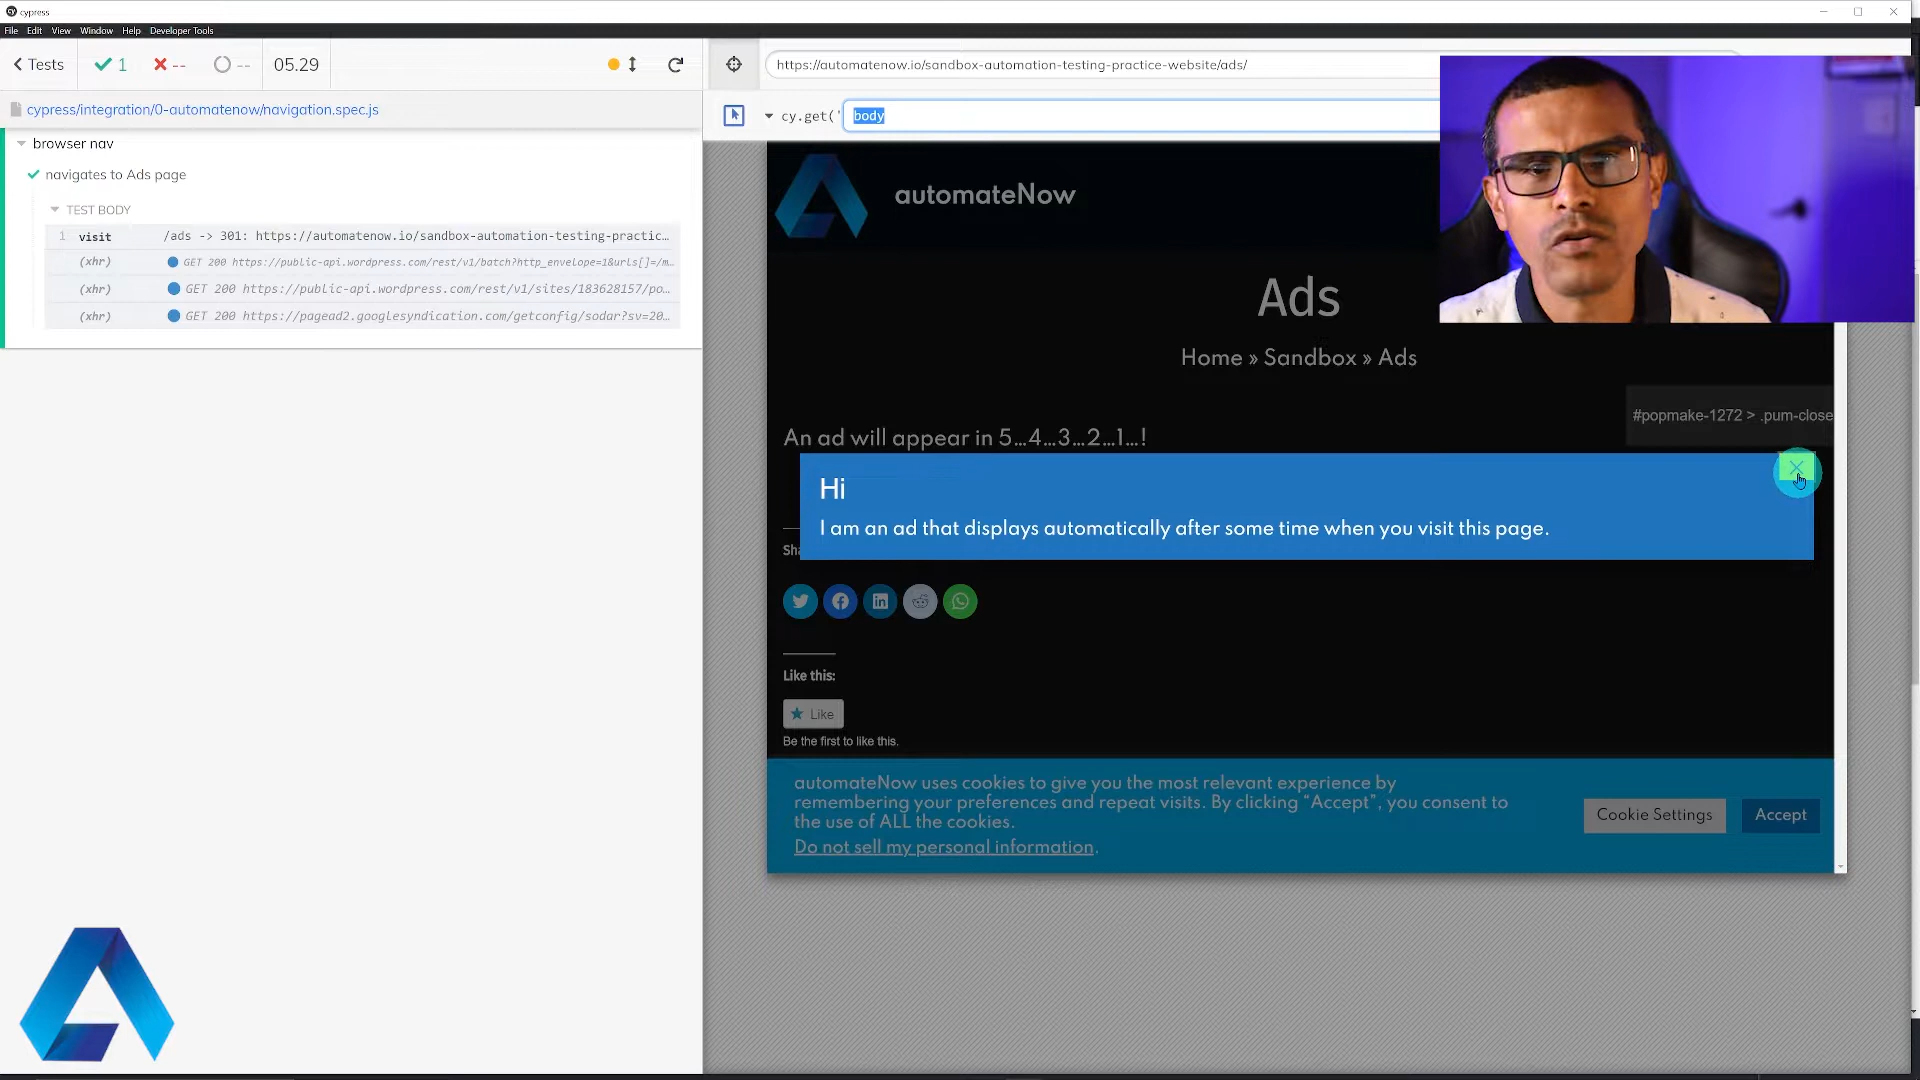 cypress
File Edit View Window Help Developer Tools
Tests 1 -- -- 05.29
https://automatenow.io/sandbox-automation-testing-practice-website/ads/
cypress/integration/0-automatenow/navigation.spec.js
cy.get(' body
browser nav
navigates to Ads page
TEST BODY
1 visit /ads -> 301: https://automatenow.io/sandbox-automation-testing-practic…
(xhr) GET 200 https://public-api.wordpress.com/rest/v1/batch?http_envelope=1&urls[]=/m…
(xhr) GET 200 https://public-api.wordpress.com/rest/v1/sites/183628157/po…
(xhr) GET 200 https://pagead2.googlesyndication.com/getconfig/sodar?sv=20…
automateNow
Ads
Home » Sandbox » Ads
#popmake-1272 > .pum-close
An ad will appear in 5…4…3…2…1…!
Hi
I am an ad that displays automatically after some time when you visit this page.
Sha
Like this:
Like
Be the first to like this.
automateNow uses cookies to give you the most relevant experience by
remembering your preferences and repeat visits. By clicking “Accept”, you consent to
the use of ALL the cookies.
Do not sell my personal information.
Cookie Settings
Accept